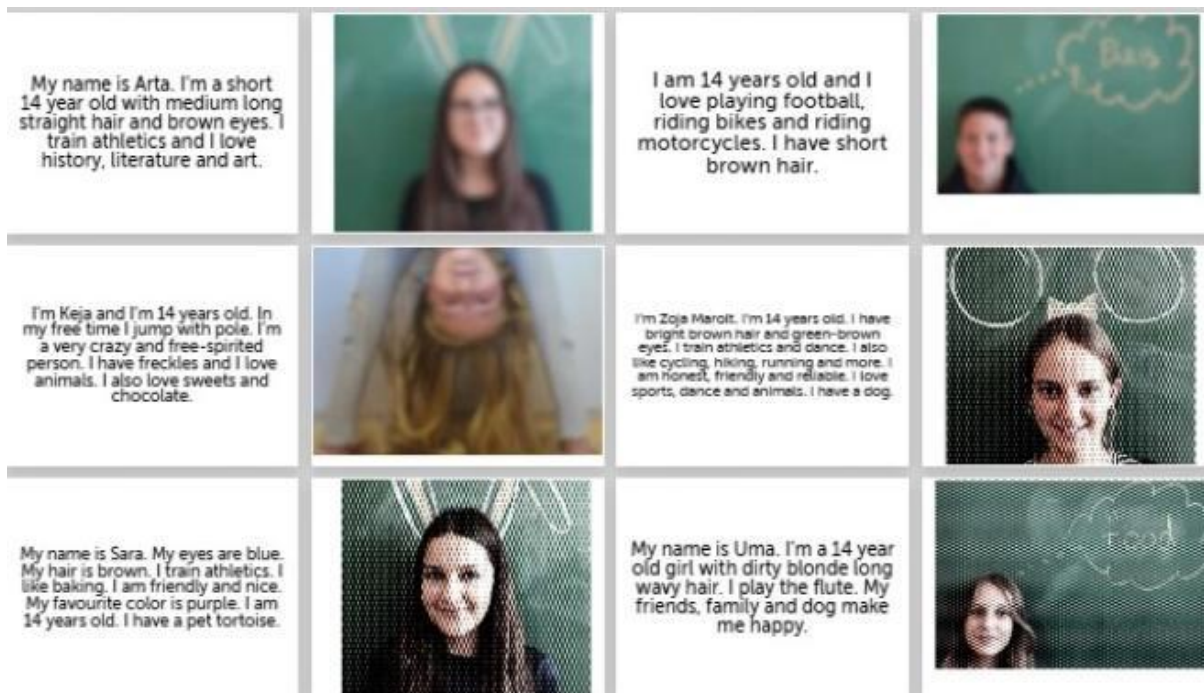 My name is Arta. I'm a short
14 year old with medium long
straight hair and brown eyes. I
train athletics and I love
history, literature and art.
I am 14 years old and I
love playing football,
riding bikes and riding
motorcycles. I have short
brown hair.
I'm Keja and I'm 14 years old. In
my free time I jump with pole. I'm
a very crazy and free-spirited
person. I have freckles and I love
animals. I also love sweets and
chocolate.
I'm Zoja Marolt. I'm 14 years old. I have
bright brown hair and green-brown
eyes. I train athletics and dance. I also
like cycling, hiking, running and more. I
am honest, friendly and reliable. I love
sports, dance and animals. I have a dog.
My name is Sara. My eyes are blue.
My hair is brown. I train athletics. I
like baking. I am friendly and nice.
My favourite color is purple. I am
14 years old. I have a pet tortoise.
My name is Uma. I'm a 14 year
old girl with dirty blonde long
wavy hair. I play the flute. My
friends, family and dog make
me happy.
Food